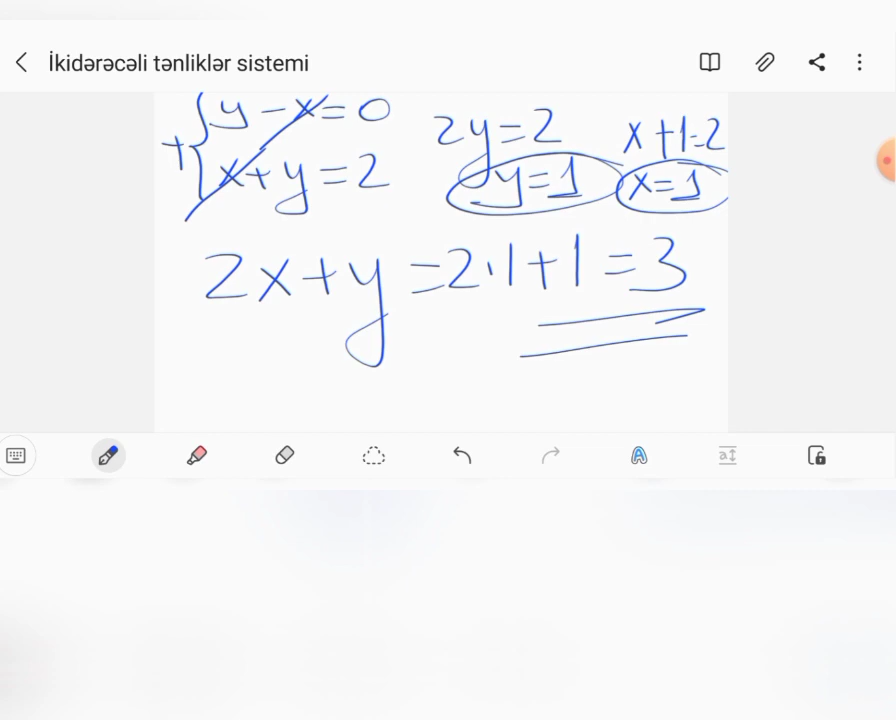 İkidərəcəli tənliklər sistemi
y - x = 0
+ x + y = 2
2y = 2
y = 1
x + 1 = 2
x = 1
2x + y = 2·1 + 1 = 3